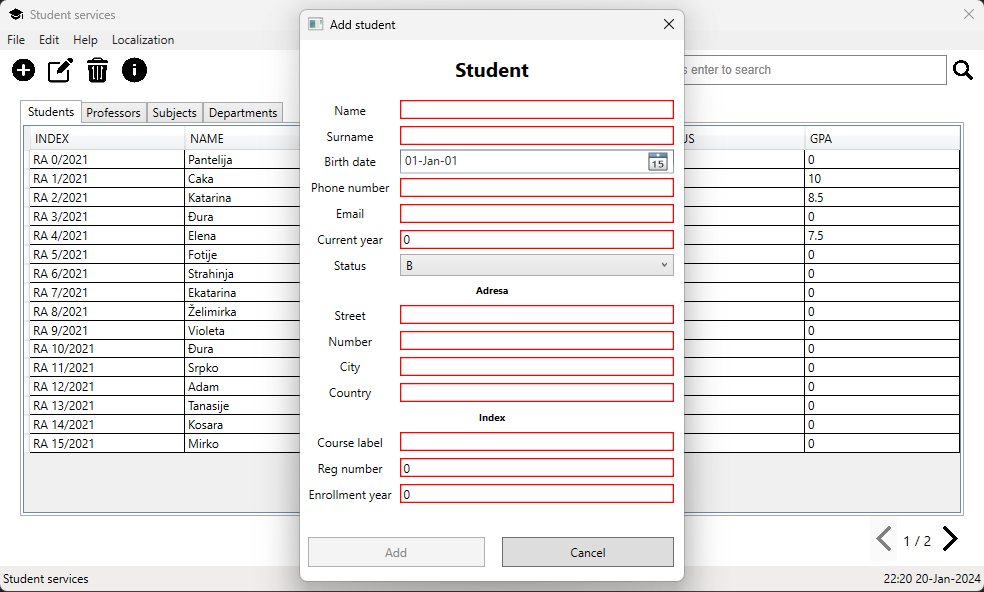 Student services
File Edit Help Localization
s enter to search
Students Professors Subjects Departments
INDEX NAME US GPA
RA 0/2021 Pantelija 0
RA 1/2021 Caka 10
RA 2/2021 Katarina 8.5
RA 3/2021 Đura 0
RA 4/2021 Elena 7.5
RA 5/2021 Fotije 0
RA 6/2021 Strahinja 0
RA 7/2021 Ekatarina 0
RA 8/2021 Želimirka 0
RA 9/2021 Violeta 0
RA 10/2021 Đura 0
RA 11/2021 Srpko 0
RA 12/2021 Adam 0
RA 13/2021 Tanasije 0
RA 14/2021 Kosara 0
RA 15/2021 Mirko 0
1 / 2
Student services 22:20 20-Jan-2024
Add student
Student
Name
Surname
Birth date 01-Jan-01 15
Phone number
Email
Current year 0
Status B
Adresa
Street
Number
City
Country
Index
Course label
Reg number 0
Enrollment year 0
Add Cancel